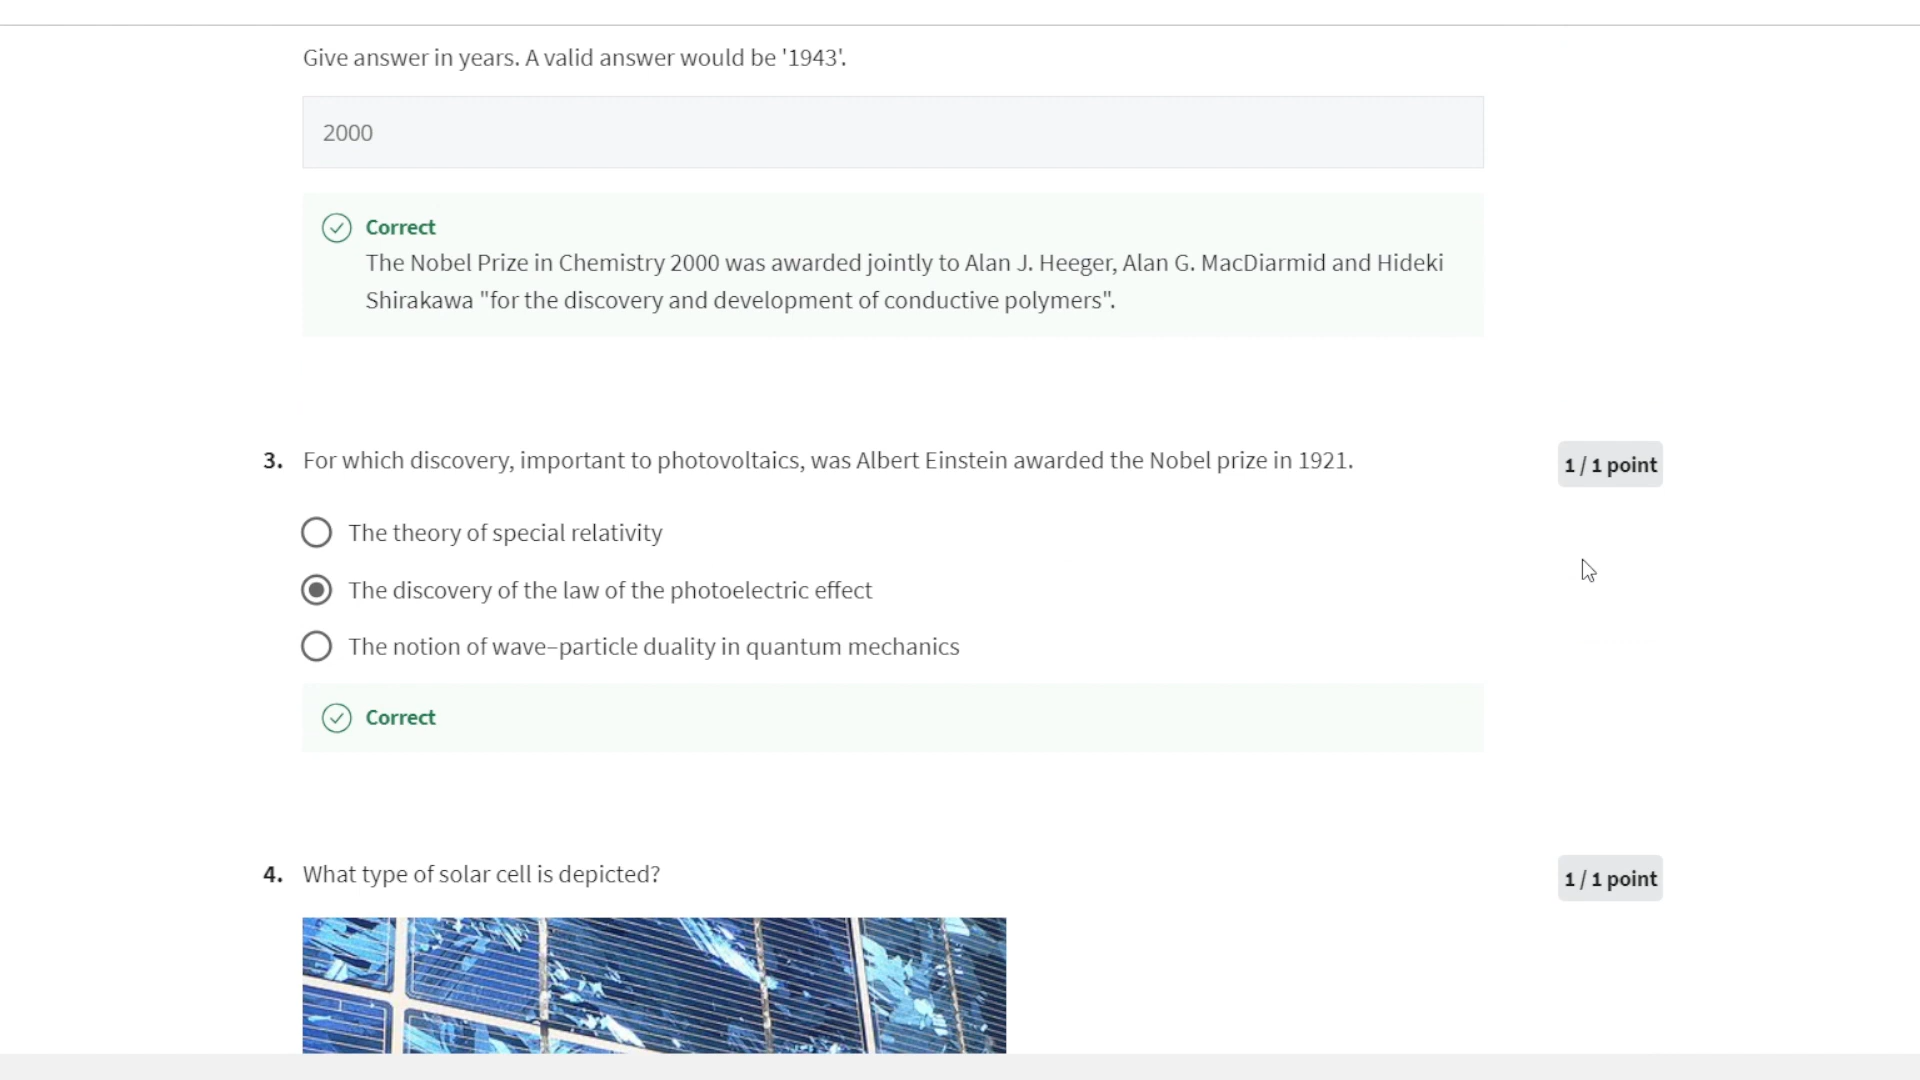 Give answer in years. A valid answer would be '1943'.
2000
Correct
The Nobel Prize in Chemistry 2000 was awarded jointly to Alan J. Heeger, Alan G. MacDiarmid and Hideki
Shirakawa "for the discovery and development of conductive polymers".
3. For which discovery, important to photovoltaics, was Albert Einstein awarded the Nobel prize in 1921.
1 / 1 point
The theory of special relativity
The discovery of the law of the photoelectric effect
The notion of wave–particle duality in quantum mechanics
Correct
4. What type of solar cell is depicted?
1 / 1 point